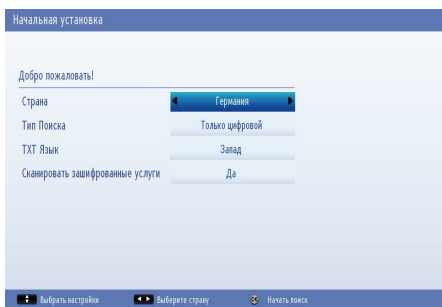 Начальная установка
Добро пожаловать!
Страна Германия
Тип Поиска Только цифровой
ТХТ Язык Запад
Сканировать зашифрованные услуги Да
Выбрать настройки Выберите страну OK Начать поиск